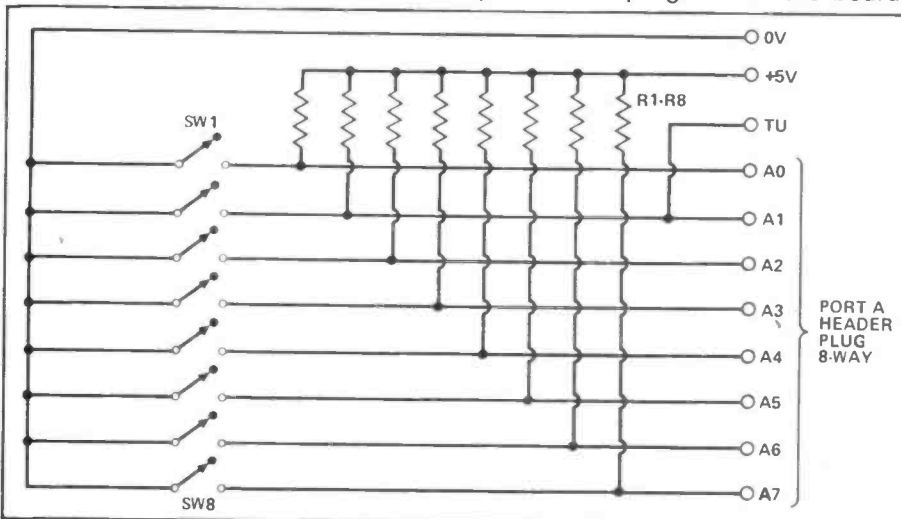 0V
+5V
R1-R8
TU
SW1
A0
A1
A2
A3
PORT A
HEADER
PLUG
8-WAY
A4
A5
A6
A7
SW8